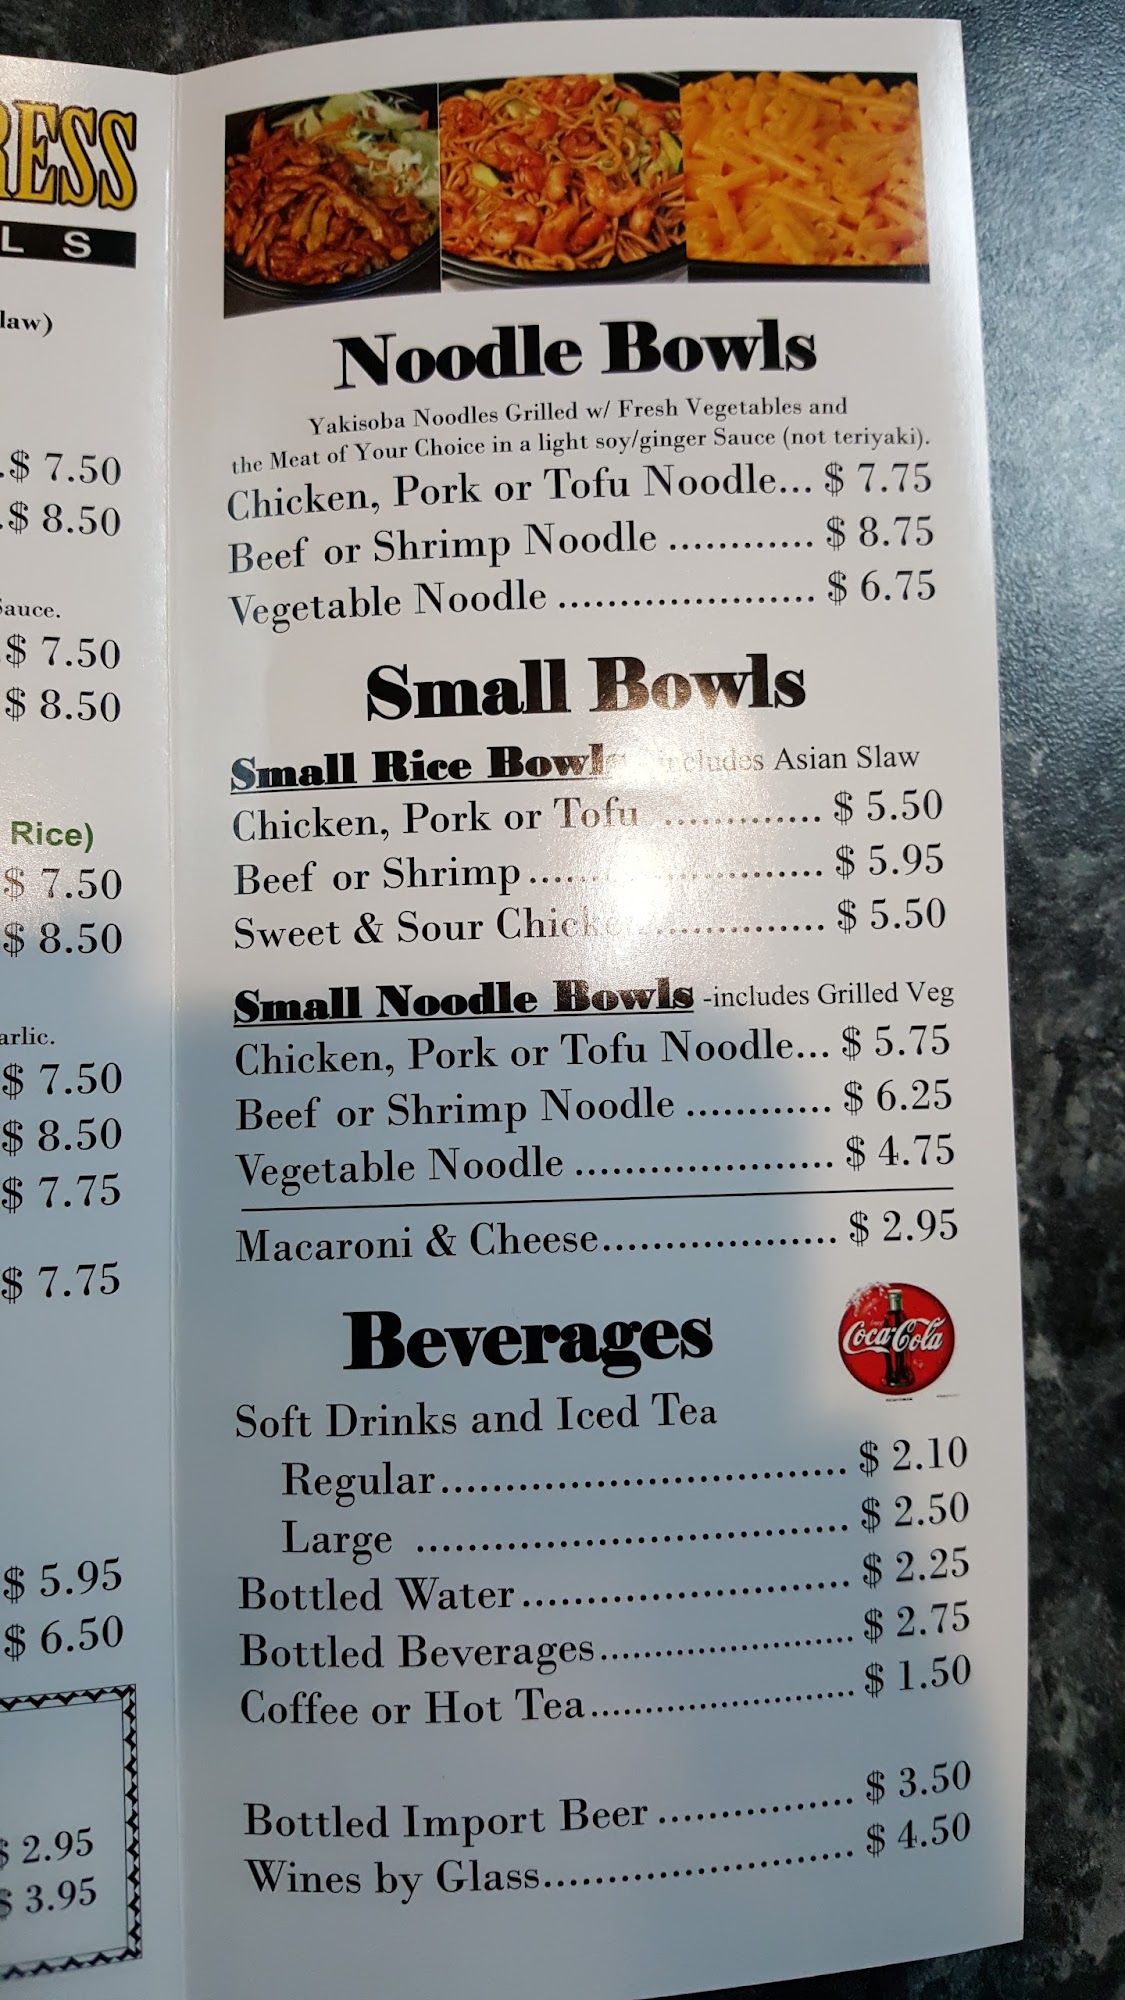 RESS
L S
law)
.$ 7.50
.$ 8.50
Sauce.
.$ 7.50
$ 8.50
Rice)
$ 7.50
$ 8.50
arlic.
$ 7.50
$ 8.50
$ 7.75
$ 7.75
$ 5.95
$ 6.50
$ 2.95
$ 3.95
Noodle Bowls
Yakisoba Noodles Grilled w/ Fresh Vegetables and
the Meat of Your Choice in a light soy/ginger Sauce (not teriyaki).
Chicken, Pork or Tofu Noodle... $ 7.75
Beef or Shrimp Noodle ............ $ 8.75
Vegetable Noodle ..................... $ 6.75
Small Bowls
Small Rice Bowls includes Asian Slaw
Chicken, Pork or Tofu ............. $ 5.50
Beef or Shrimp........................ $ 5.95
Sweet & Sour Chicken.............. $ 5.50
Small Noodle Bowls -includes Grilled Veg
Chicken, Pork or Tofu Noodle... $ 5.75
Beef or Shrimp Noodle ............ $ 6.25
Vegetable Noodle ..................... $ 4.75
Macaroni & Cheese................... $ 2.95
Beverages
Coca-Cola
Soft Drinks and Iced Tea
Regular................................. $ 2.10
Large ................................... $ 2.50
Bottled Water.......................... $ 2.25
Bottled Beverages..................... $ 2.75
Coffee or Hot Tea..................... $ 1.50
Bottled Import Beer ................ $ 3.50
Wines by Glass......................... $ 4.50